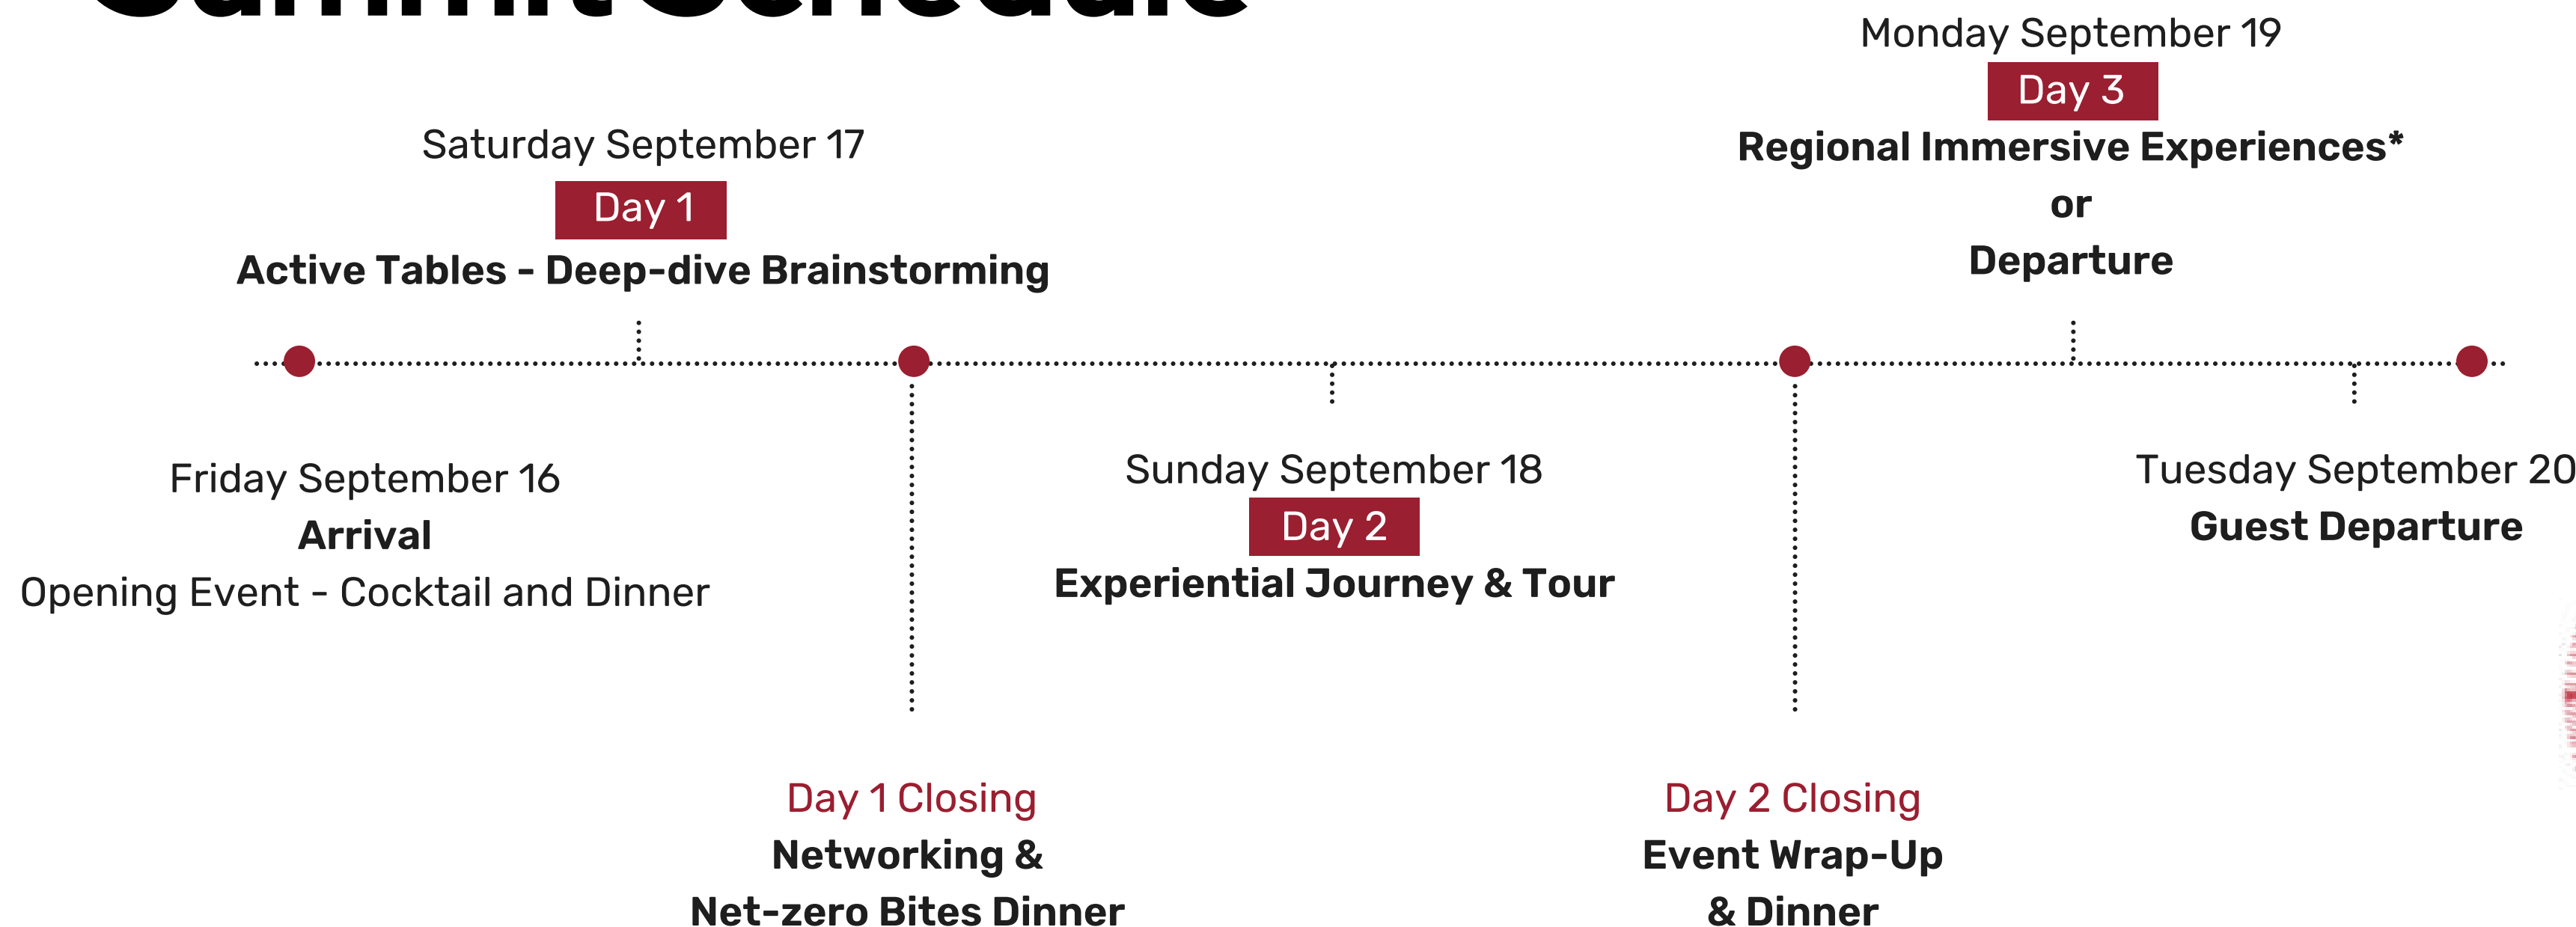 Summit Schedule
Friday September 16
Arrival
Opening Event - Cocktail and Dinner
Saturday September 17
Day 1
Active Tables - Deep-dive Brainstorming
Day 1 Closing
Networking &
Net-zero Bites Dinner
Sunday September 18
Day 2
Experiential Journey & Tour
Day 2 Closing
Event Wrap-Up
& Dinner
Monday September 19
Day 3
Regional Immersive Experiences*
or
Departure
Tuesday September 20
Guest Departure